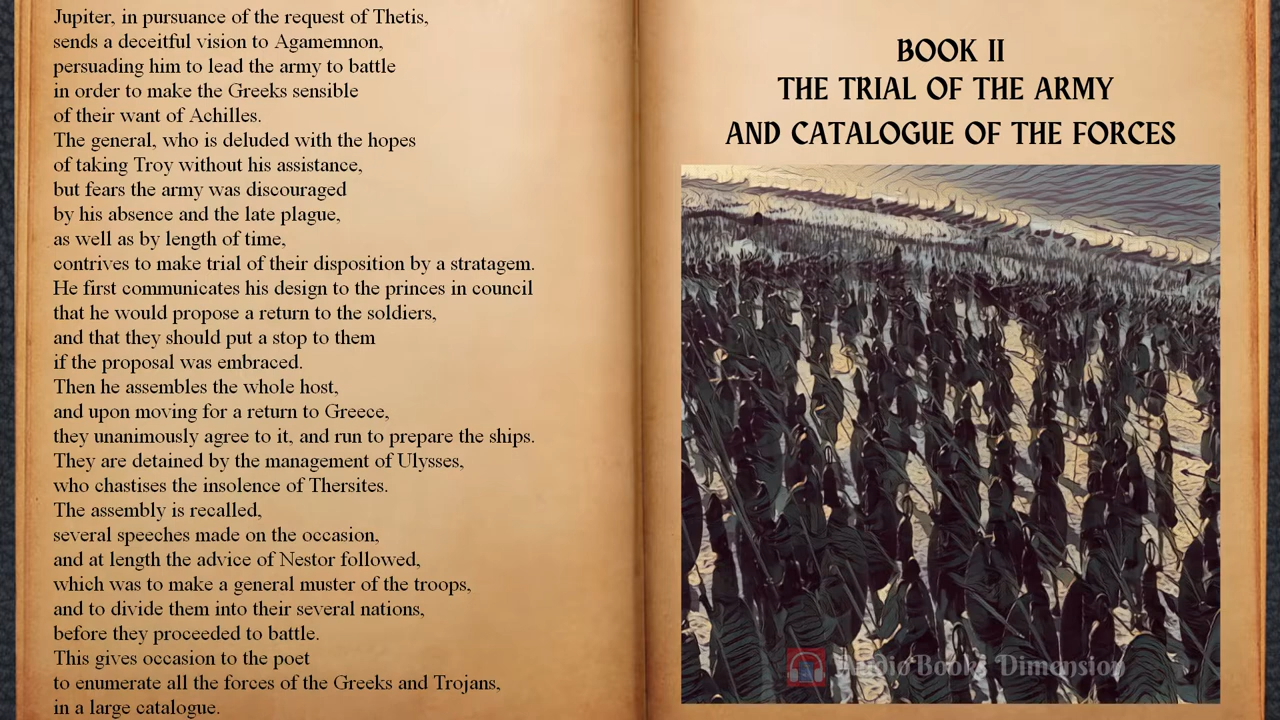 Jupiter, in pursuance of the request of Thetis,
sends a deceitful vision to Agamemnon,
persuading him to lead the army to battle
in order to make the Greeks sensible
of their want of Achilles.
The general, who is deluded with the hopes
of taking Troy without his assistance,
but fears the army was discouraged
by his absence and the late plague,
as well as by length of time,
contrives to make trial of their disposition by a stratagem.
He first communicates his design to the princes in council
that he would propose a return to the soldiers,
and that they should put a stop to them
if the proposal was embraced.
Then he assembles the whole host,
and upon moving for a return to Greece,
they unanimously agree to it, and run to prepare the ships.
They are detained by the management of Ulysses,
who chastises the insolence of Thersites.
The assembly is recalled,
several speeches made on the occasion,
and at length the advice of Nestor followed,
which was to make a general muster of the troops,
and to divide them into their several nations,
before they proceeded to battle.
This gives occasion to the poet
to enumerate all the forces of the Greeks and Trojans,
in a large catalogue.
BOOK II
THE TRIAL OF THE ARMY
AND CATALOGUE OF THE FORCES
Audio Books Dimension